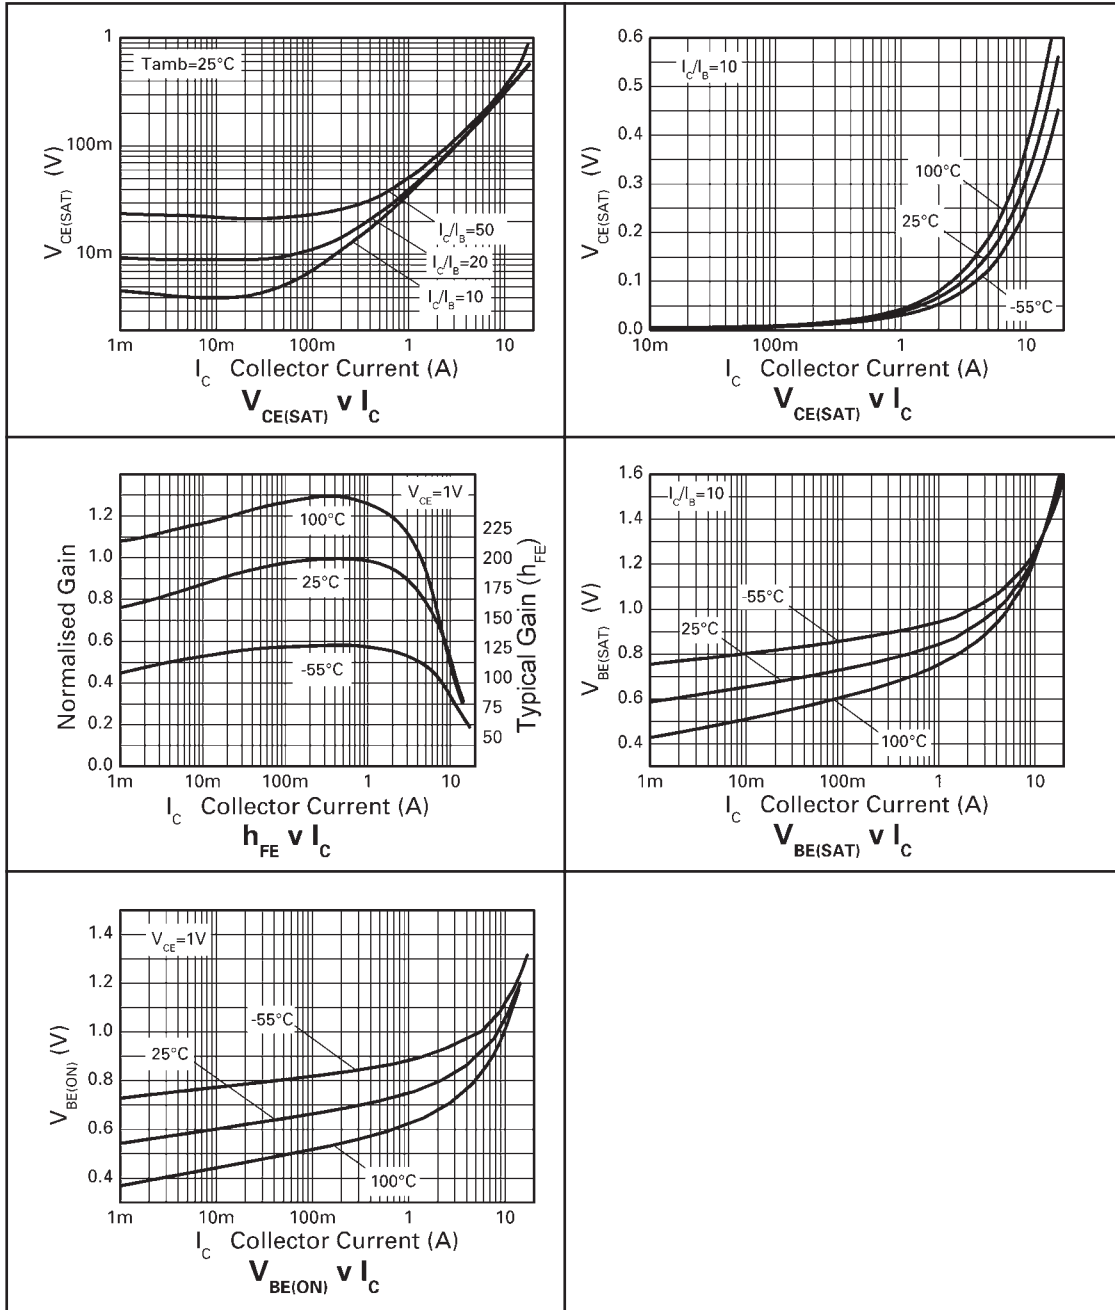 1
100m
10m
V_CE(SAT) (V)
Tamb=25°C
I_C/I_B=50
I_C/I_B=20
I_C/I_B=10
1m 10m 100m 1 10
I_C Collector Current (A)
V_CE(SAT) v I_C
0.6
0.5
0.4
0.3
0.2
0.1
0.0
V_CE(SAT) (V)
I_C/I_B=10
100°C
25°C
-55°C
10m 100m 1 10
I_C Collector Current (A)
V_CE(SAT) v I_C
1.2
1.0
0.8
0.6
0.4
0.2
0.0
Normalised Gain
V_CE=1V
100°C
25°C
-55°C
225
200
175
150
125
100
75
50
Typical Gain (h_FE)
1m 10m 100m 1 10
I_C Collector Current (A)
h_FE v I_C
1.6
1.4
1.2
1.0
0.8
0.6
0.4
V_BE(SAT) (V)
I_C/I_B=10
-55°C
25°C
100°C
1m 10m 100m 1 10
I_C Collector Current (A)
V_BE(SAT) v I_C
1.4
1.2
1.0
0.8
0.6
0.4
V_BE(ON) (V)
V_CE=1V
-55°C
25°C
100°C
1m 10m 100m 1 10
I_C Collector Current (A)
V_BE(ON) v I_C